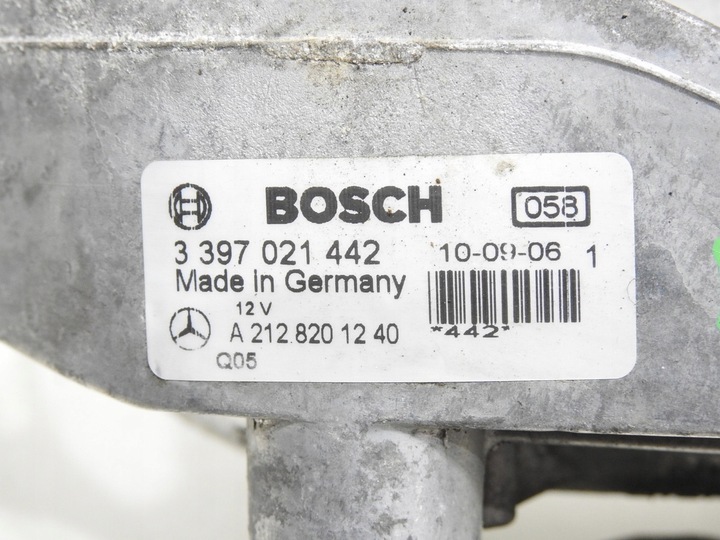 BOSCH 058
3 397 021 442 10-09-06 1
Made in Germany
12 V *442*
A 212 820 12 40
Q05